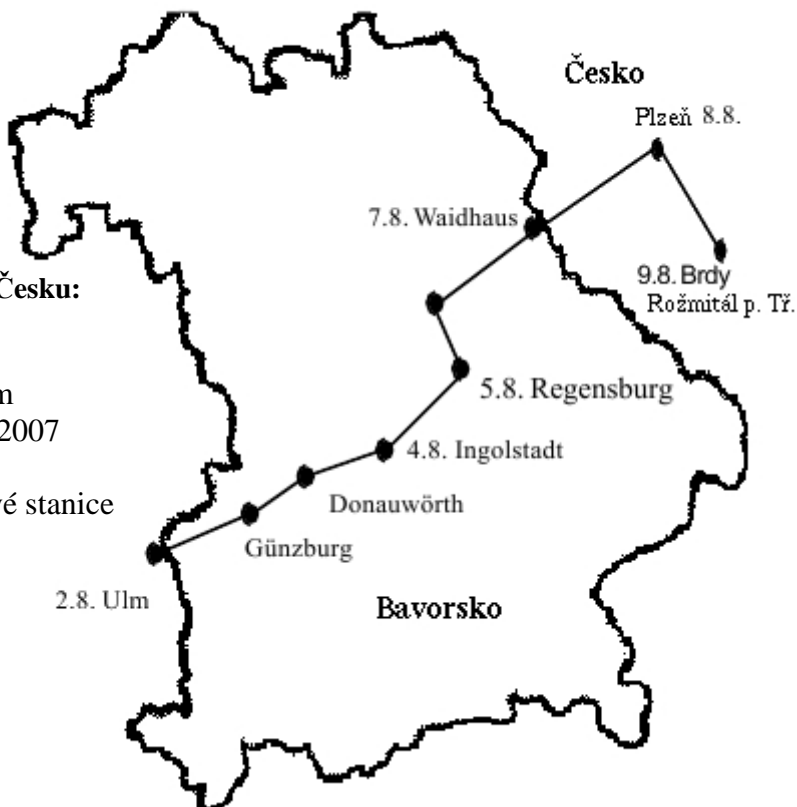 Česko
Plzeň 8.8.
7.8. Waidhaus
9.8. Brdy
Rožmitál p. Tř.
Česku:
5.8. Regensburg
2007
4.8. Ingolstadt
stanice
Donauwörth
Günzburg
2.8. Ulm
Bavorsko